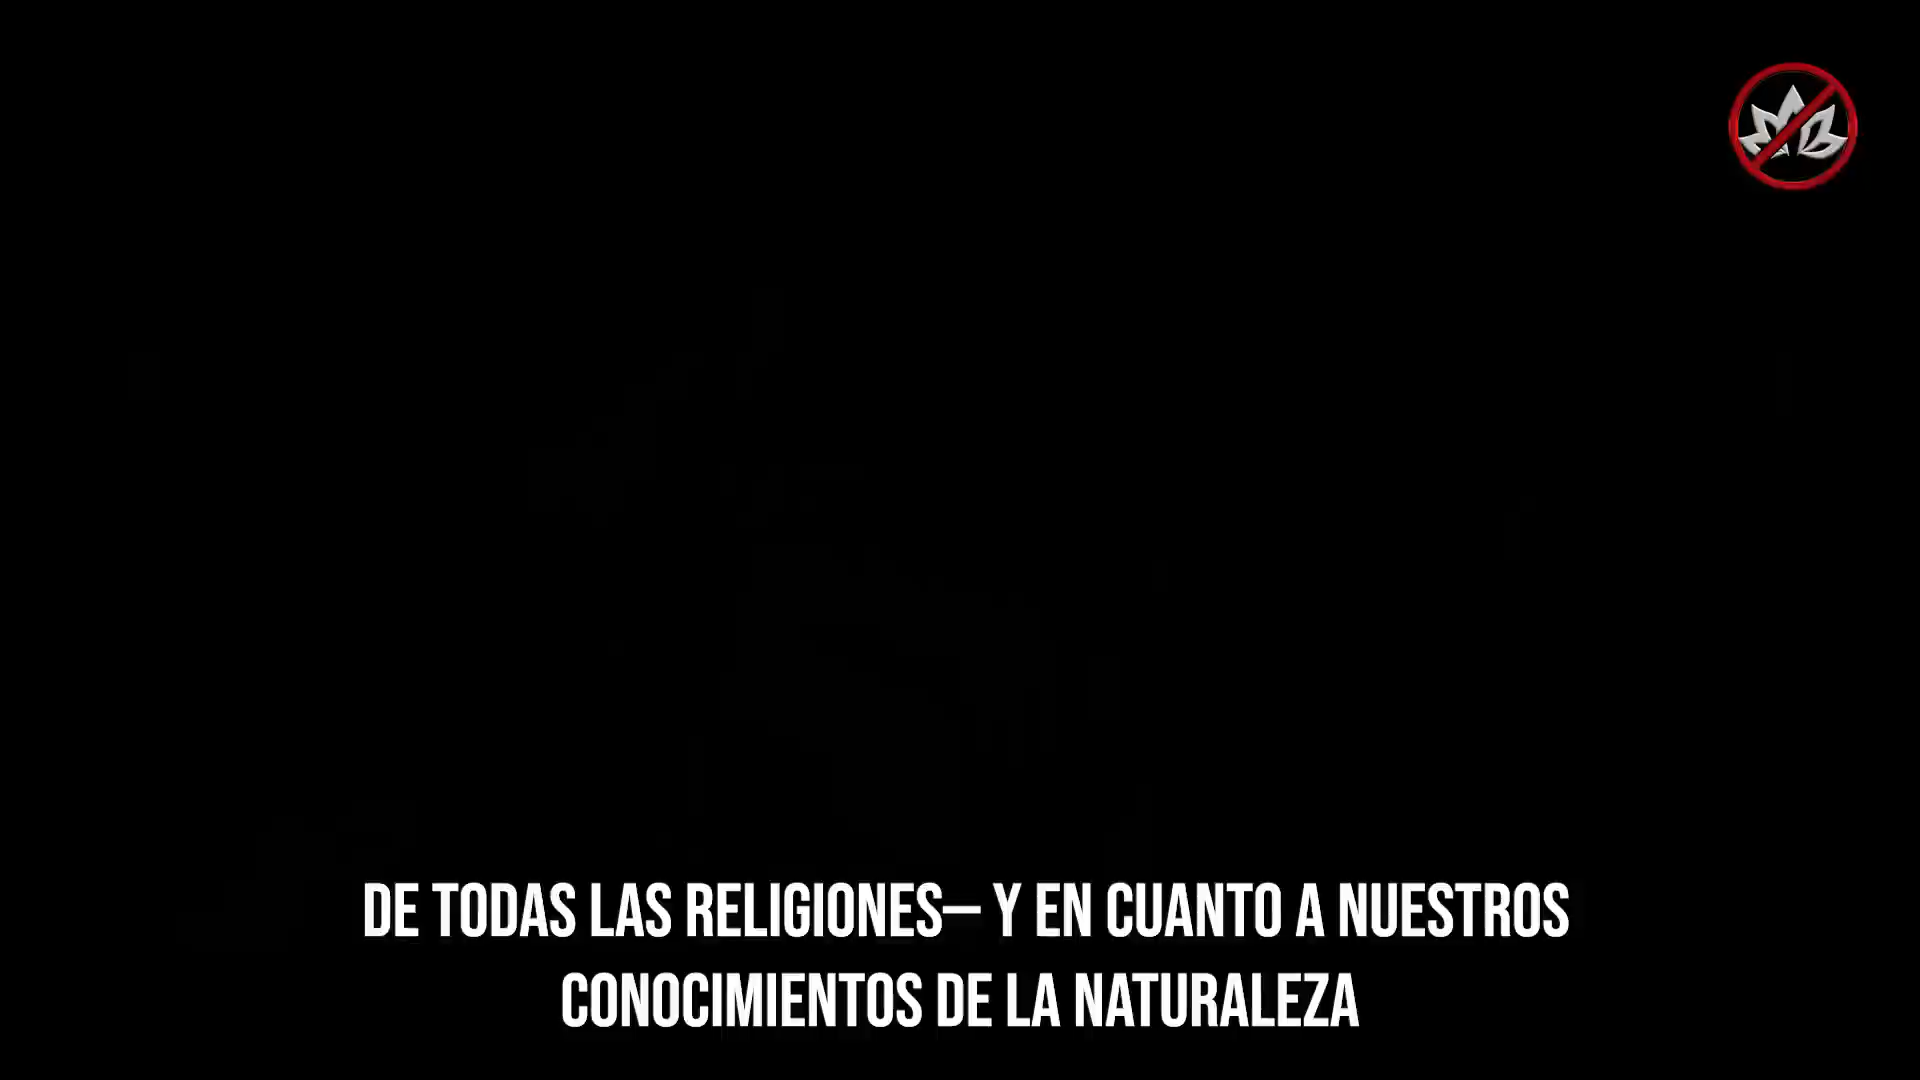 DE TODAS LAS RELIGIONES— Y EN CUANTO A NUESTROS
CONOCIMIENTOS DE LA NATURALEZA